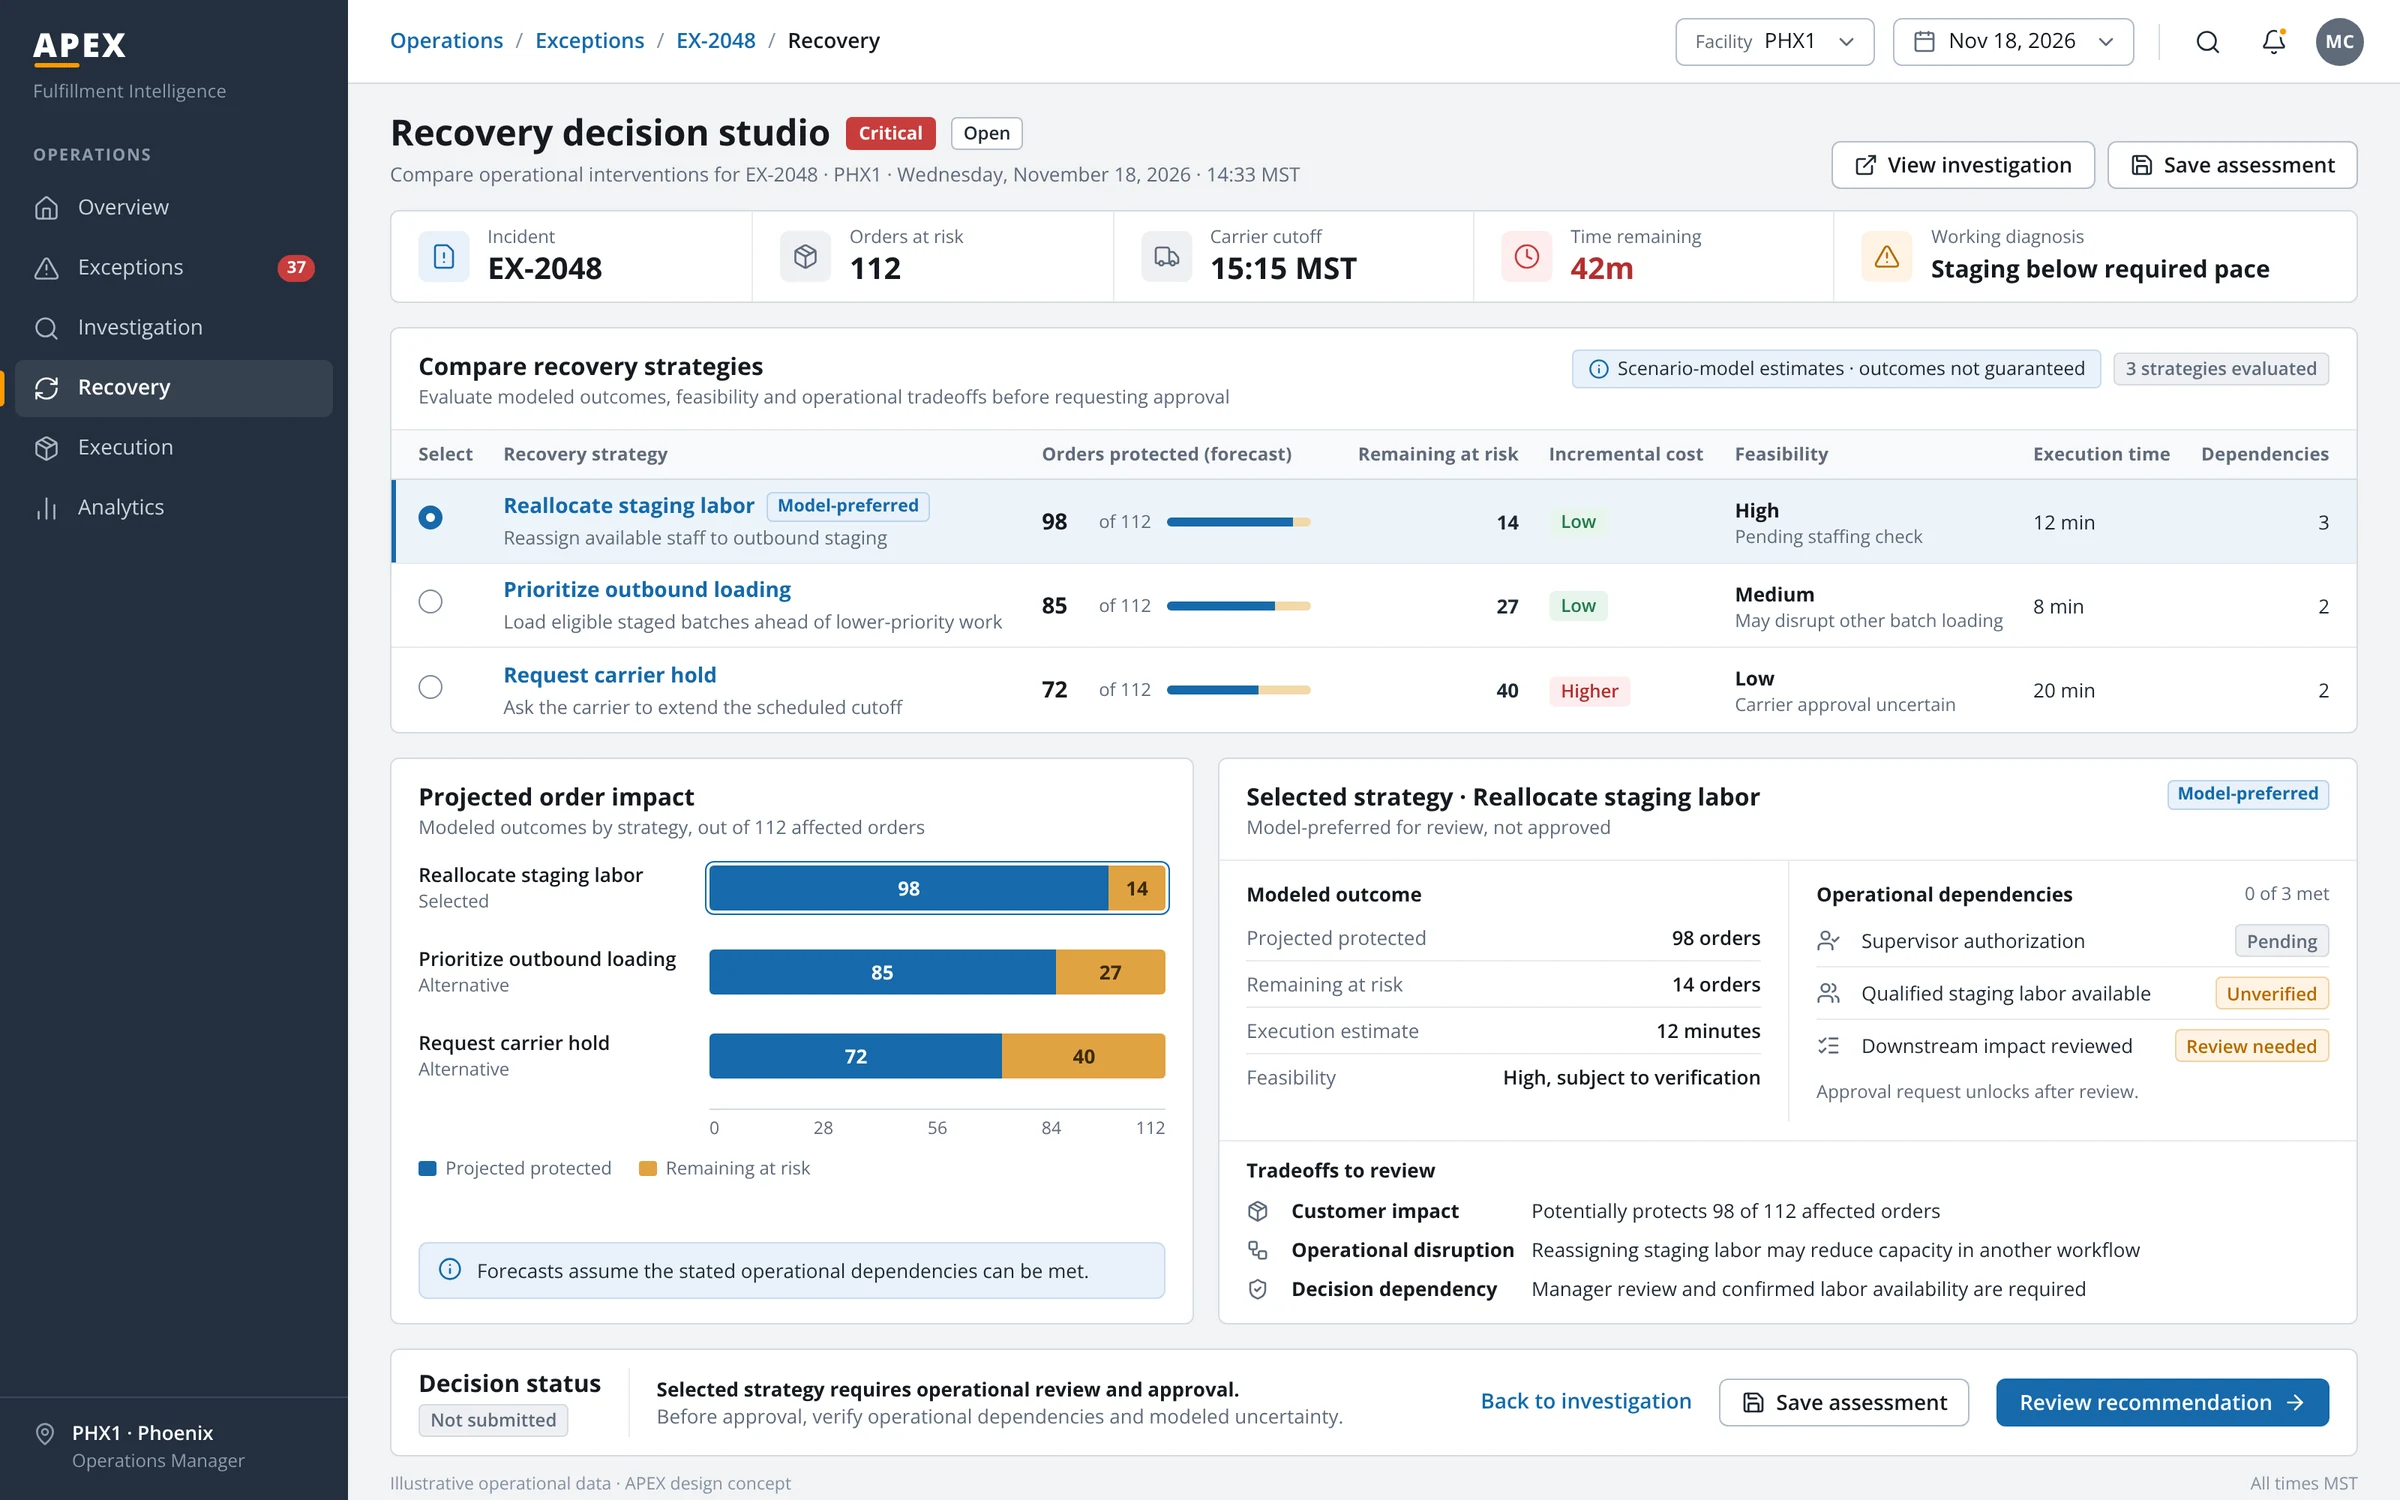 APEX
Fulfillment Intelligence
OPERATIONS
Overview
Exceptions 37
Investigation
Recovery
Execution
Analytics
PHX1 · Phoenix
Operations Manager
Operations / Exceptions / EX-2048 / Recovery
Facility PHX1
Nov 18, 2026
MC
Recovery decision studio Critical Open
Compare operational interventions for EX-2048 · PHX1 · Wednesday, November 18, 2026 · 14:33 MST
View investigation
Save assessment
Incident
EX-2048
Orders at risk
112
Carrier cutoff
15:15 MST
Time remaining
42m
Working diagnosis
Staging below required pace
Compare recovery strategies
Evaluate modeled outcomes, feasibility and operational tradeoffs before requesting approval
Scenario-model estimates · outcomes not guaranteed
3 strategies evaluated
Select Recovery strategy Orders protected (forecast) Remaining at risk Incremental cost Feasibility Execution time Dependencies
Reallocate staging labor Model-preferred
Reassign available staff to outbound staging
98 of 112 14 Low
High
Pending staffing check
12 min 3
Prioritize outbound loading
Load eligible staged batches ahead of lower-priority work
85 of 112 27 Low
Medium
May disrupt other batch loading
8 min 2
Request carrier hold
Ask the carrier to extend the scheduled cutoff
72 of 112 40 Higher
Low
Carrier approval uncertain
20 min 2
Projected order impact
Modeled outcomes by strategy, out of 112 affected orders
Reallocate staging labor
Selected
98 14
Prioritize outbound loading
Alternative
85 27
Request carrier hold
Alternative
72 40
0 28 56 84 112
Projected protected Remaining at risk
Forecasts assume the stated operational dependencies can be met.
Selected strategy · Reallocate staging labor
Model-preferred
Model-preferred for review, not approved
Modeled outcome
Projected protected 98 orders
Remaining at risk 14 orders
Execution estimate 12 minutes
Feasibility High, subject to verification
Operational dependencies 0 of 3 met
Supervisor authorization Pending
Qualified staging labor available Unverified
Downstream impact reviewed Review needed
Approval request unlocks after review.
Tradeoffs to review
Customer impact Potentially protects 98 of 112 affected orders
Operational disruption Reassigning staging labor may reduce capacity in another workflow
Decision dependency Manager review and confirmed labor availability are required
Decision status
Not submitted
Selected strategy requires operational review and approval.
Before approval, verify operational dependencies and modeled uncertainty.
Back to investigation
Save assessment
Review recommendation
Illustrative operational data · APEX design concept
All times MST